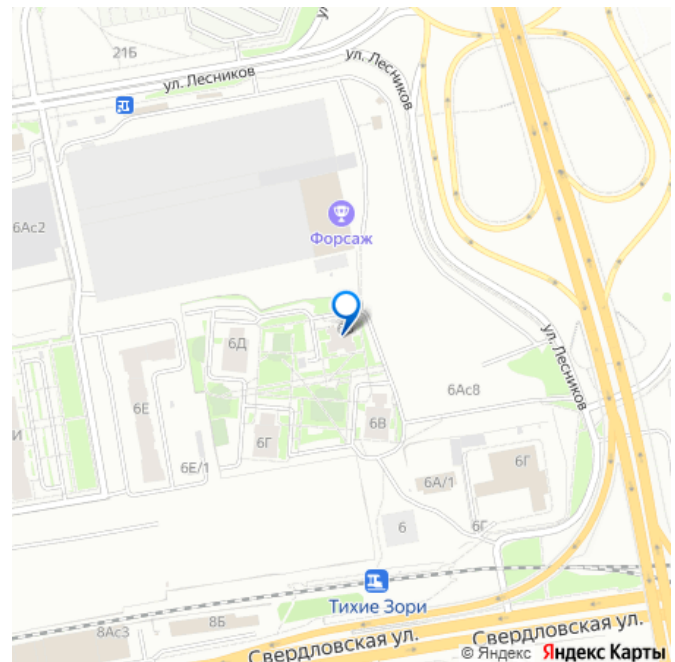 21Б
ул. Лесников
ул. Лесников
6Ас2
Форсаж
6Д
6Е
6Ас8
ул. Лесников
И
6Г
6В
6Е/1
6А/1
6Г
6
6Г
Тихие Зори
8Ас3
8Б
Свердловская ул.
Свердловская ул.
© Яндекс Яндекс Карты